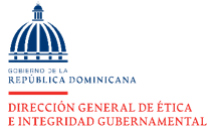 GOBIERNO DE LA
REPÚBLICA DOMINICANA
DIRECCIÓN GENERAL DE ÉTICA
E INTEGRIDAD GUBERNAMENTAL